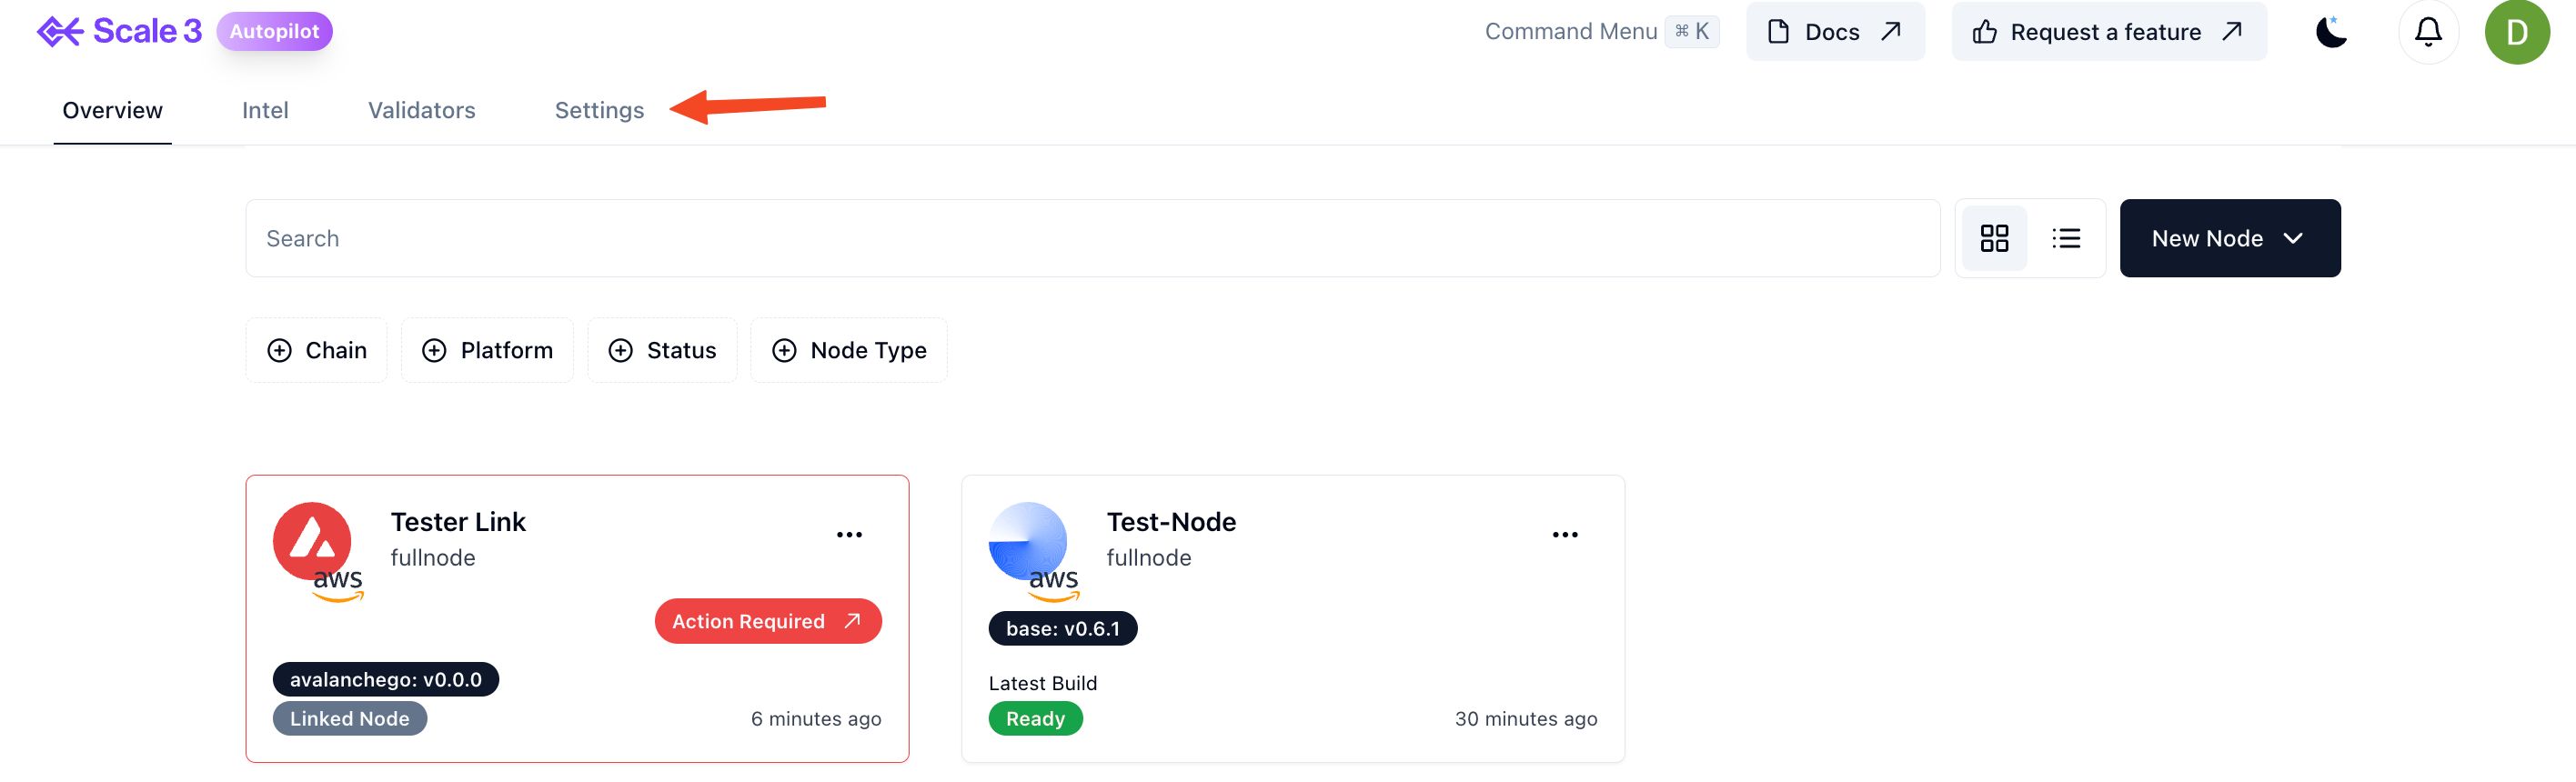 Scale 3 Autopilot Command Menu ⌘ K Docs Request a feature D
Overview Intel Validators Settings
Search New Node
Chain Platform Status Node Type
Tester Link
fullnode
aws
Action Required
avalanchego: v0.0.0
Linked Node 6 minutes ago
Test-Node
fullnode
aws
base: v0.6.1
Latest Build
Ready 30 minutes ago